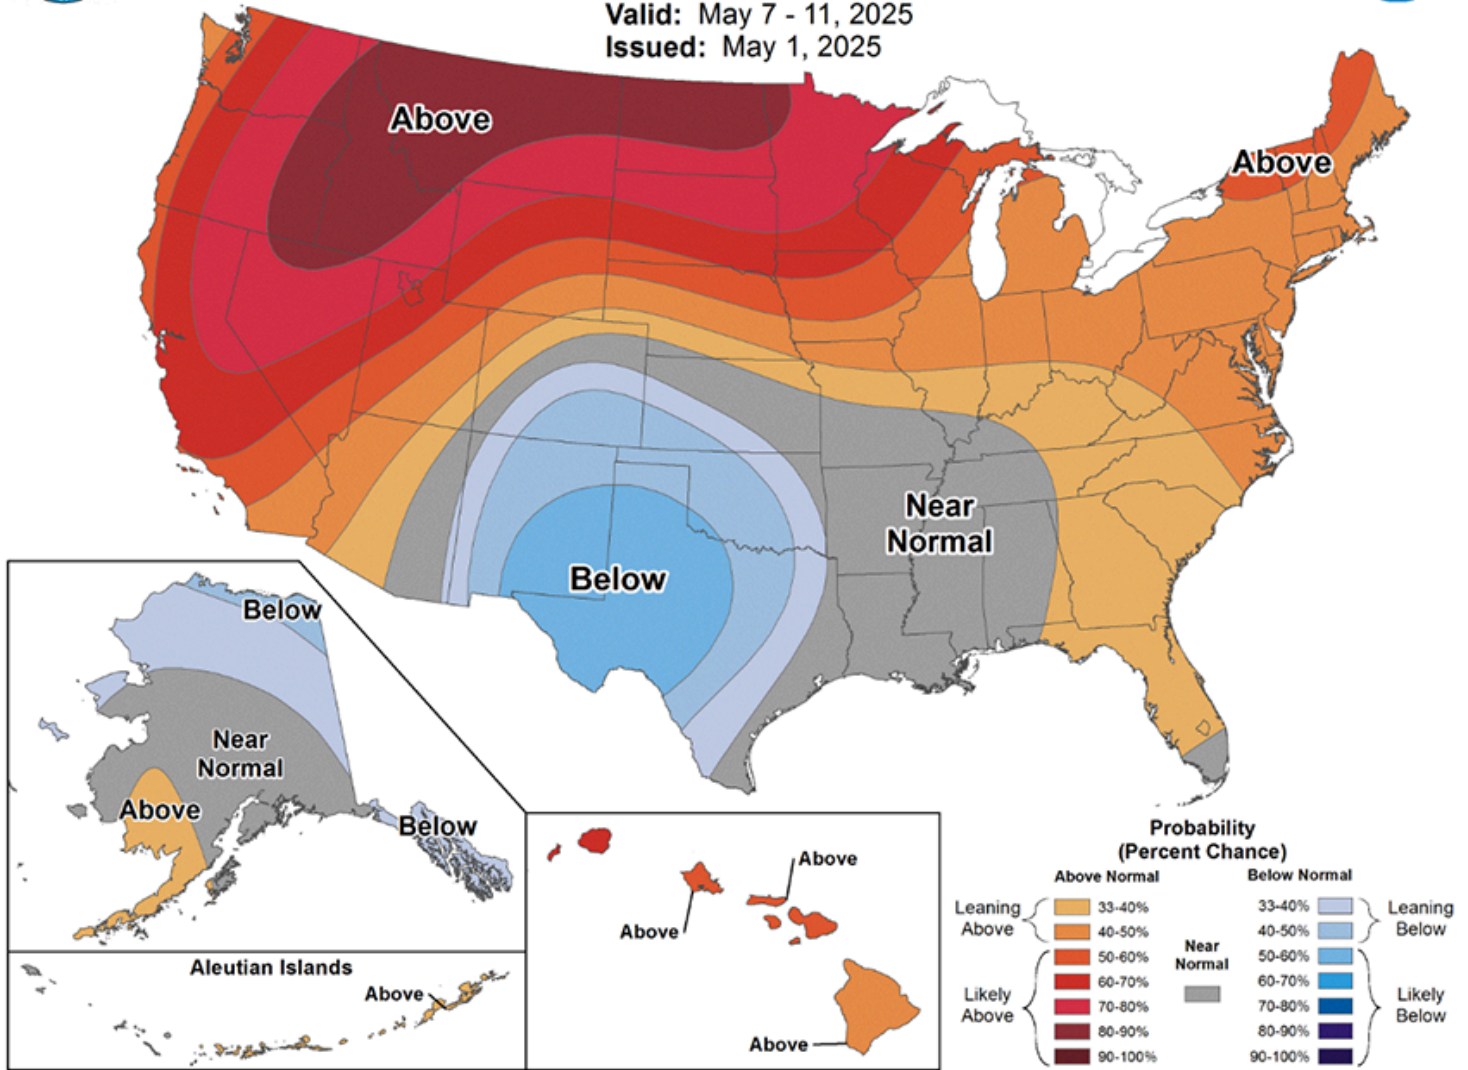 Valid: May 7 - 11, 2025
Issued: May 1, 2025
Above
Above
Near
Normal
Below
Below
Near
Normal
Above
Below
Aleutian Islands
Above
Above
Above
Above
Probability
(Percent Chance)
Above Normal
Below Normal
Leaning
Above
33-40%
40-50%
Likely
Above
50-60%
60-70%
70-80%
80-90%
90-100%
Near
Normal
33-40%
40-50%
Leaning
Below
50-60%
60-70%
70-80%
80-90%
90-100%
Likely
Below